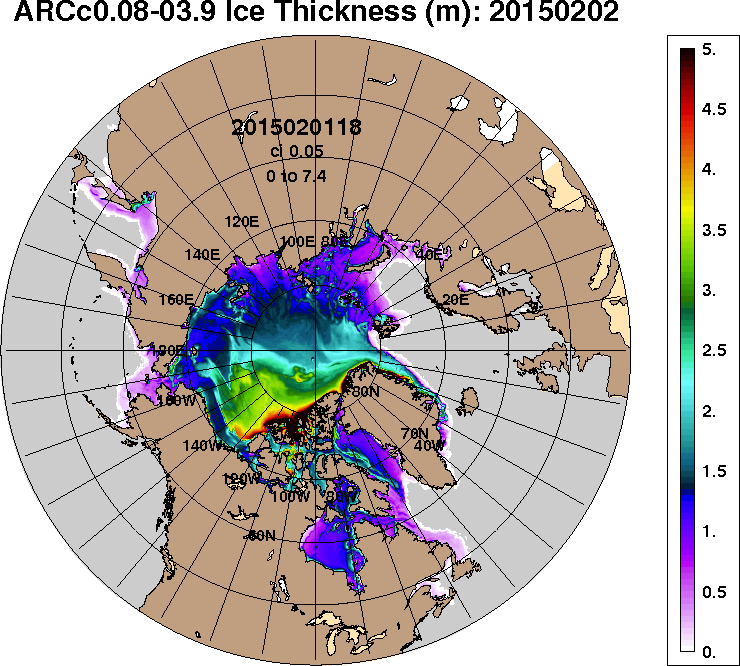 ARCc0.08-03.9 Ice Thickness (m): 20150202
2015020118
ci 0.05
0 to 7.4
120E
100E 80E
140E
40E
160E
20E
180E
160W
80N
70N
140W
40W
120W
100W 80W
60N
5.
4.5
4.
3.5
3.
2.5
2.
1.5
1.
0.5
0.